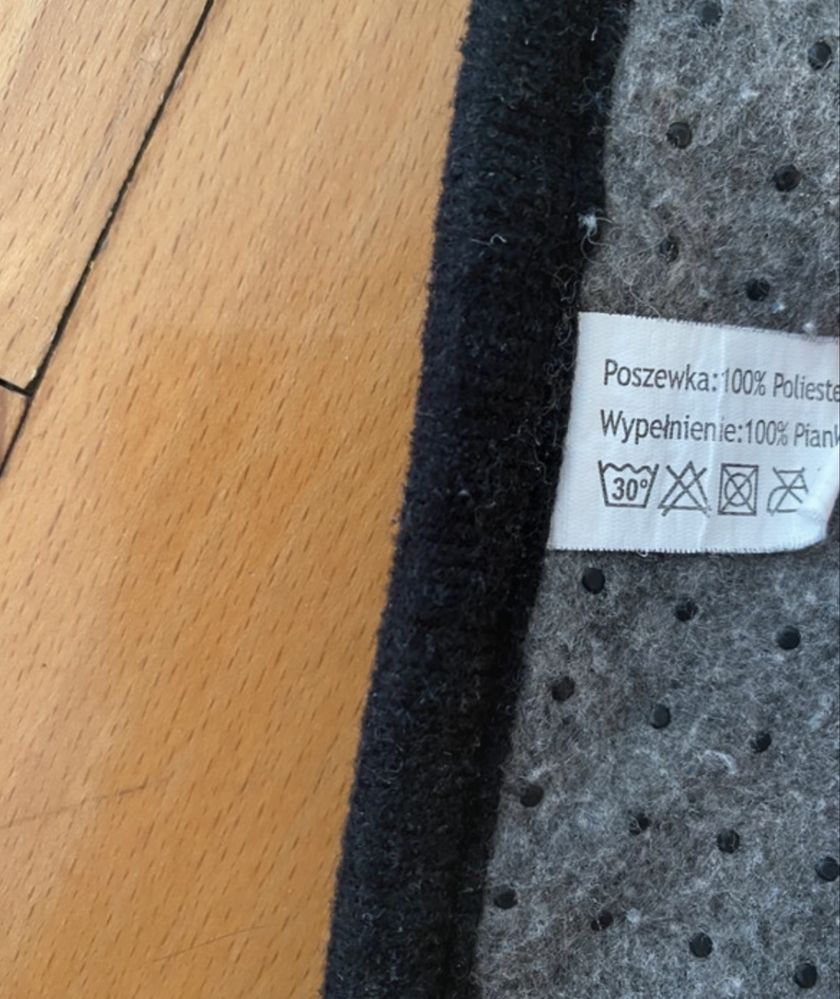 Poszewka:100% Polieste
Wypełnienie:100% Piank
30°